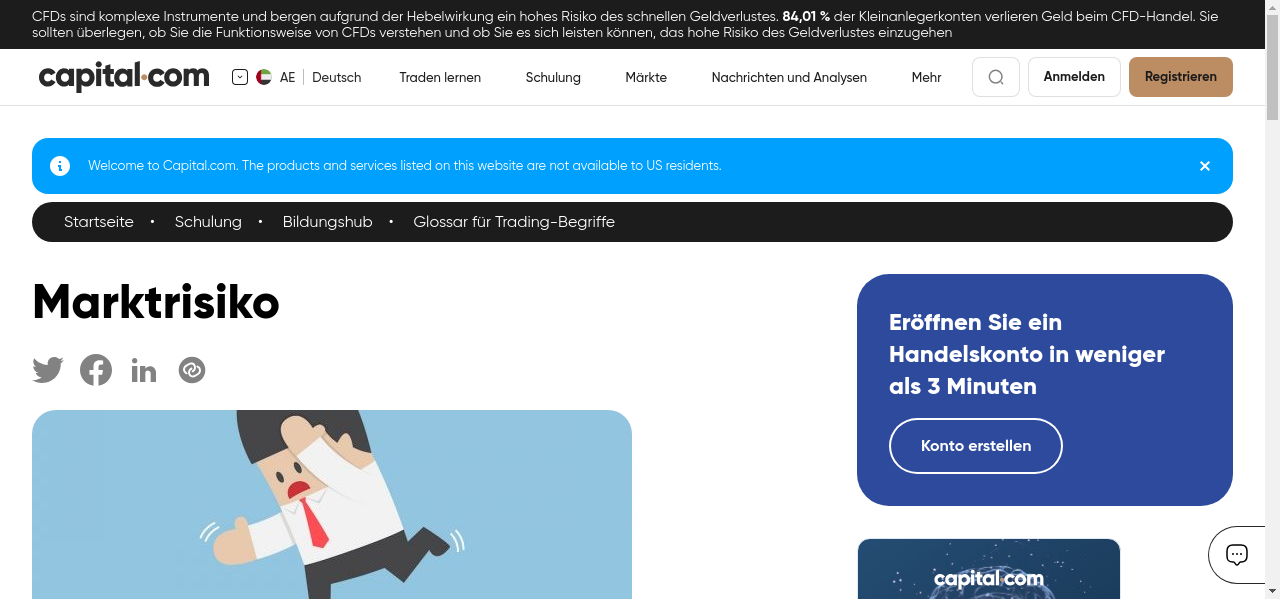 CFDs sind komplexe Instrumente und bergen aufgrund der Hebelwirkung ein hohes Risiko des schnellen Geldverlustes. 84,01 % der Kleinanlegerkonten verlieren Geld beim CFD-Handel. Sie
sollten überlegen, ob Sie die Funktionsweise von CFDs verstehen und ob Sie es sich leisten können, das hohe Risiko des Geldverlustes einzugehen
capital.com AE Deutsch Traden lernen Schulung Märkte Nachrichten und Analysen Mehr Anmelden Registrieren
Welcome to Capital.com. The products and services listed on this website are not available to US residents.
Startseite • Schulung • Bildungshub • Glossar für Trading-Begriffe
Marktrisiko
Eröffnen Sie ein
Handelskonto in weniger
als 3 Minuten
Konto erstellen
capital.com